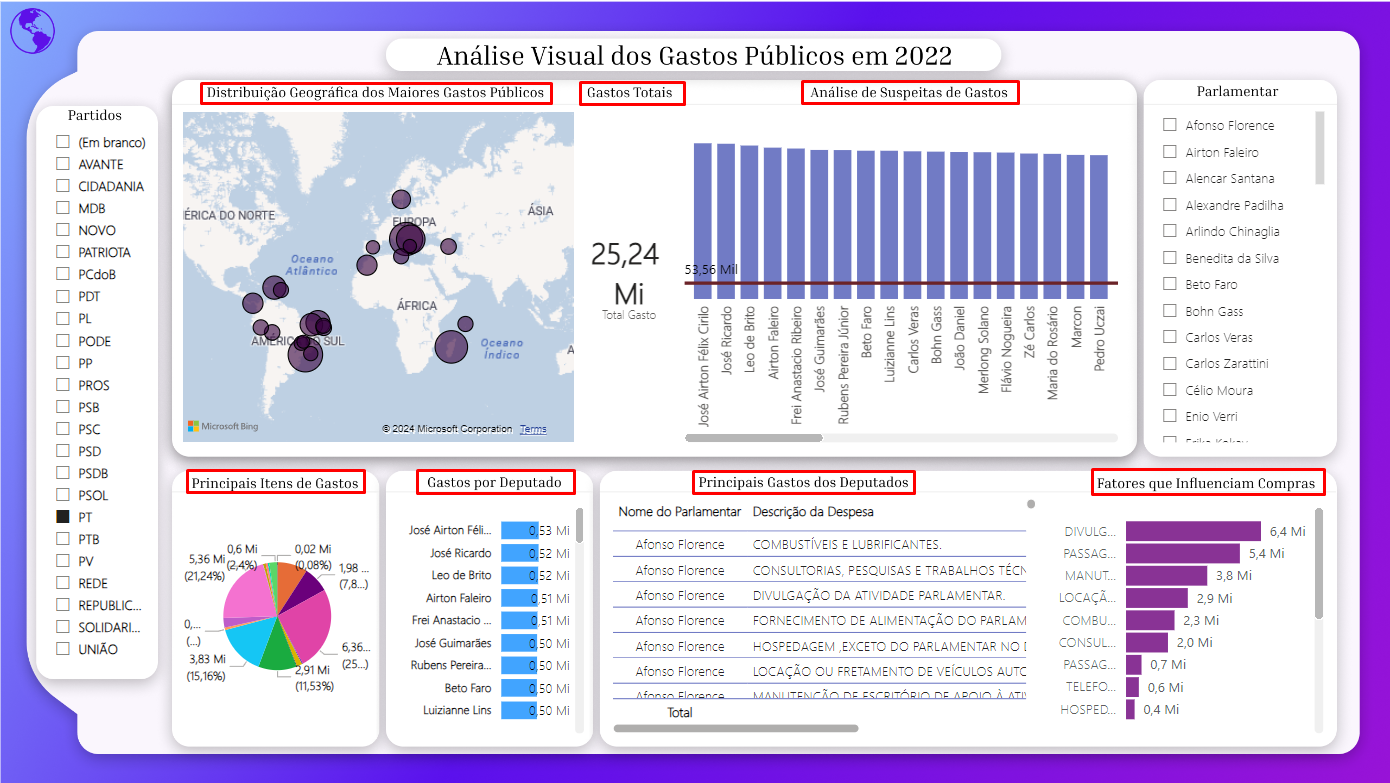 Análise Visual dos Gastos Públicos em 2022
Partidos
(Em branco)
AVANTE
CIDADANIA
MDB
NOVO
PATRIOTA
PCdoB
PDT
PL
PODE
PP
PROS
PSB
PSC
PSD
PSDB
PSOL
PT
PTB
PV
REDE
REPUBLIC...
SOLIDARI...
UNIÃO
Distribuição Geográfica dos Maiores Gastos Públicos
ÉRICA DO NORTE
EUROPA
ÁSIA
Oceano
Atlântico
ÁFRICA
AMÉRICA DO SUL
Oceano
Índico
A
Microsoft Bing
© 2024 Microsoft Corporation Terms
Gastos Totais
25,24
Mi
Total Gasto
Análise de Suspeitas de Gastos
53,56 Mil
José Airton Félix Cirilo
José Ricardo
Leo de Brito
Airton Faleiro
Frei Anastacio Ribeiro
José Guimarães
Rubens Pereira Júnior
Beto Faro
Luizianne Lins
Carlos Veras
Bohn Gass
João Daniel
Merlong Solano
Flávio Nogueira
Zé Carlos
Maria do Rosário
Marcon
Pedro Uczai
Parlamentar
Afonso Florence
Airton Faleiro
Alencar Santana
Alexandre Padilha
Arlindo Chinaglia
Benedita da Silva
Beto Faro
Bohn Gass
Carlos Veras
Carlos Zarattini
Célio Moura
Enio Verri
Erika Kokay
Principais Itens de Gastos
0,6 Mi
(2,4%)
0,02 Mi
(0,08%)
5,36 Mi
(21,24%)
1,98 ...
(7,8...)
0,...
(...)
6,36...
(25...)
3,83 Mi
(15,16%)
2,91 Mi
(11,53%)
Gastos por Deputado
José Airton Féli... 0,53 Mi
José Ricardo 0,52 Mi
Leo de Brito 0,52 Mi
Airton Faleiro 0,51 Mi
Frei Anastacio ... 0,51 Mi
José Guimarães 0,50 Mi
Rubens Pereira... 0,50 Mi
Beto Faro 0,50 Mi
Luizianne Lins 0,50 Mi
Principais Gastos dos Deputados
Nome do Parlamentar Descrição da Despesa
Afonso Florence COMBUSTÍVEIS E LUBRIFICANTES.
Afonso Florence CONSULTORIAS, PESQUISAS E TRABALHOS TÉCN
Afonso Florence DIVULGAÇÃO DA ATIVIDADE PARLAMENTAR.
Afonso Florence FORNECIMENTO DE ALIMENTAÇÃO DO PARLAM
Afonso Florence HOSPEDAGEM ,EXCETO DO PARLAMENTAR NO D
Afonso Florence LOCAÇÃO OU FRETAMENTO DE VEÍCULOS AUTO
Afonso Florence MANUTENÇÃO DE ESCRITÓRIO DE APOIO À ATIV
Total
Fatores que Influenciam Compras
DIVULG... 6,4 Mi
PASSAG... 5,4 Mi
MANUT... 3,8 Mi
LOCAÇÃ... 2,9 Mi
COMBU... 2,3 Mi
CONSUL... 2,0 Mi
PASSAG... 0,7 Mi
TELEFO... 0,6 Mi
HOSPED... 0,4 Mi